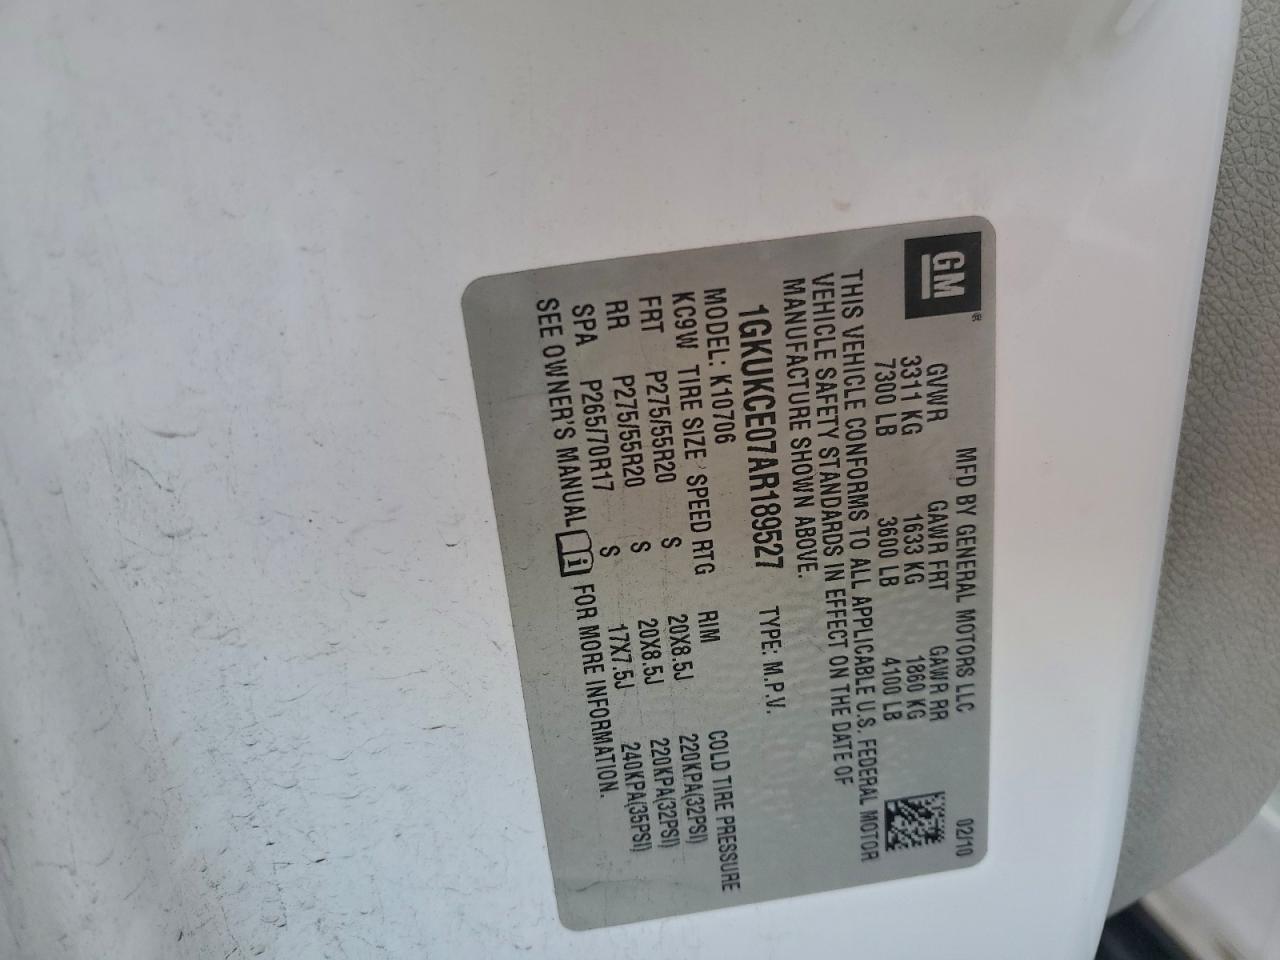 GM®
MFD BY GENERAL MOTORS LLC 02/10
GVWR GAWR FRT GAWR RR
3311 KG 1633 KG 1860 KG
7300 LB 3600 LB 4100 LB
THIS VEHICLE CONFORMS TO ALL APPLICABLE U.S. FEDERAL MOTOR
VEHICLE SAFETY STANDARDS IN EFFECT ON THE DATE OF
MANUFACTURE SHOWN ABOVE.
1GKUKCE07AR189527 TYPE: M.P.V.
MODEL: K10706
KC9W TIRE SIZE SPEED RTG RIM COLD TIRE PRESSURE
FRT P275/55R20 S 20X8.5J 220KPA(32PSI)
RR P275/55R20 S 20X8.5J 220KPA(32PSI)
SPA P265/70R17 S 17X7.5J 240KPA(35PSI)
SEE OWNER'S MANUAL i FOR MORE INFORMATION.